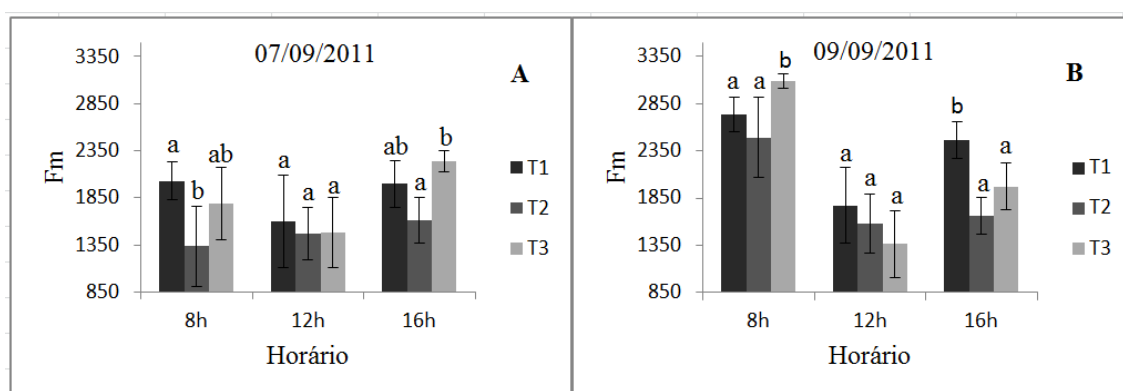 07/09/2011
A
Fm
3350
2850
2350
1850
1350
850
a
b
ab
a
a
a
ab
a
b
8h
12h
16h
Horário
T1
T2
T3
09/09/2011
B
Fm
3350
2850
2350
1850
1350
850
a
a
b
a
a
a
b
a
a
8h
12h
16h
Horário
T1
T2
T3